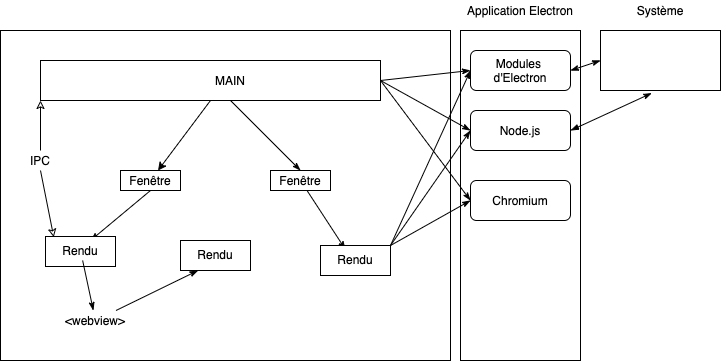 Application Electron
Système
MAIN
Modules
d'Electron
Node.js
IPC
Fenêtre
Fenêtre
Chromium
Rendu
Rendu
Rendu
<webview>